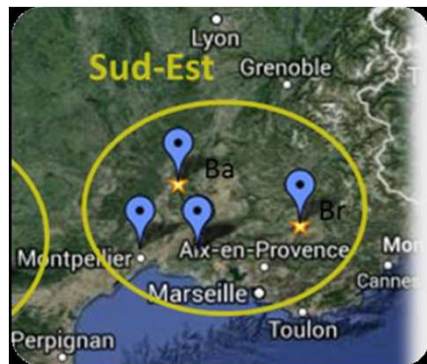 Lyon
Sud-Est
Grenoble
Ba
Br
Montpellier
Aix-en-Provence
Mon
Cannes
Marseille
Toulon
Perpignan